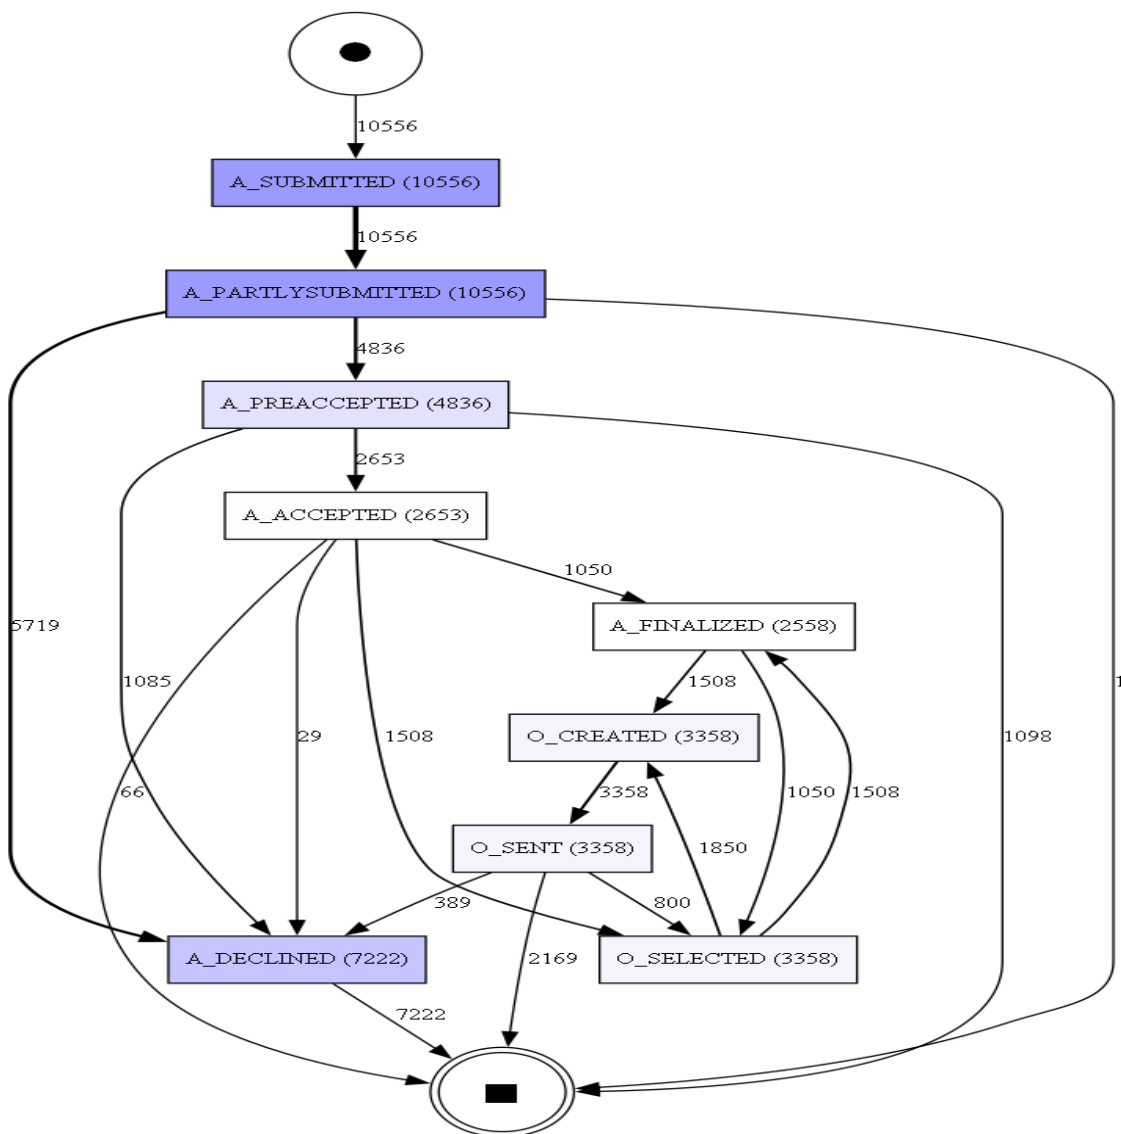 10556
A_SUBMITTED (10556)
10556
A_PARTLYSUBMITTED (10556)
4836
A_PREACCEPTED (4836)
2653
A_ACCEPTED (2653)
1050
5719
A_FINALIZED (2558)
1085
1508
1
29
1508
O_CREATED (3358)
1098
66
3358
1050
1508
O_SENT (3358)
1850
389
800
A_DECLINED (7222)
2169
O_SELECTED (3358)
7222